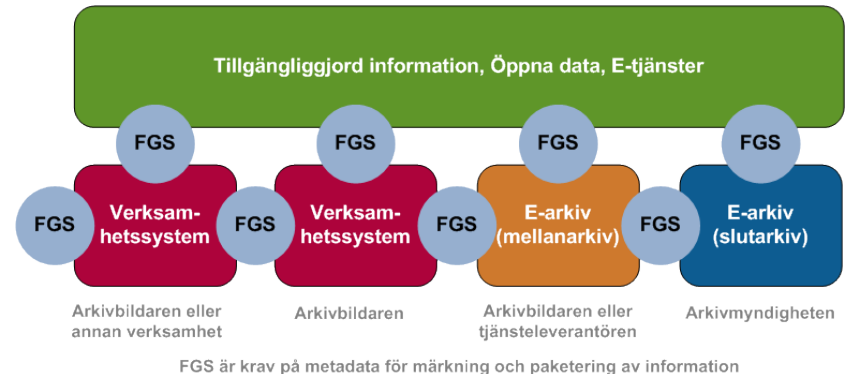 Tillgängliggjord information, Öppna data, E-tjänster
FGS
FGS
FGS
FGS
FGS
Verksam-
hetssystem
FGS
Verksam-
hetssystem
FGS
E-arkiv
(mellanarkiv)
FGS
E-arkiv
(slutarkiv)
Arkivbildaren eller
annan verksamhet
Arkivbildaren
Arkivbildaren eller
tjänsteleverantören
Arkivmyndigheten
FGS är krav på metadata för märkning och paketering av information